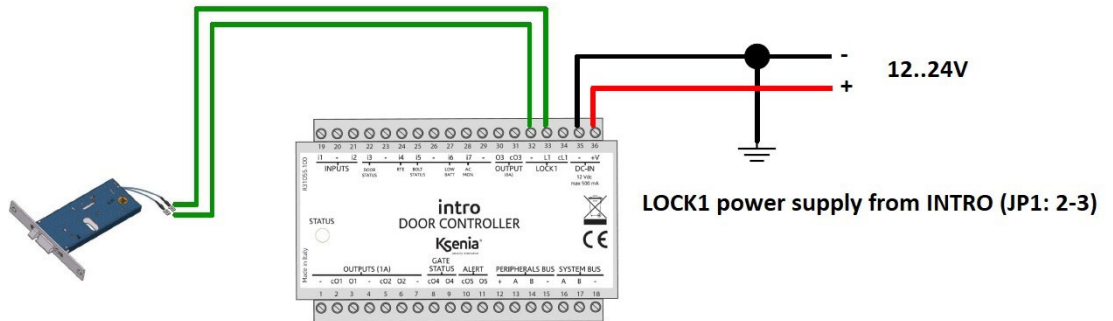 -
12..24V
+
19 20 21 22 23 24 25 26 27 28 29 30 31 32 33 34 35 36
i1 - i2 i3 - i4 i5 - i6 i7 - O3 cO3 - L1 cL1 - +V
INPUTS DOOR STATUS RTE BOLT STATUS LOW BATT AC MON. OUTPUT (6A) LOCK1 DC-IN
12 Vdc
LOCK1 power supply from INTRO (JP1: 2-3)
intro
DOOR CONTROLLER
STATUS
Ksenia
CE
Made in Italy
OUTPUTS (1A) GATE STATUS ALERT PERIPHERALS BUS SYSTEM BUS
- cO1 O1 - cO2 O2 - cO4 O4 cO5 O5 + A B - A B -
1 2 3 4 5 6 7 8 9 10 11 12 13 14 15 16 17 18